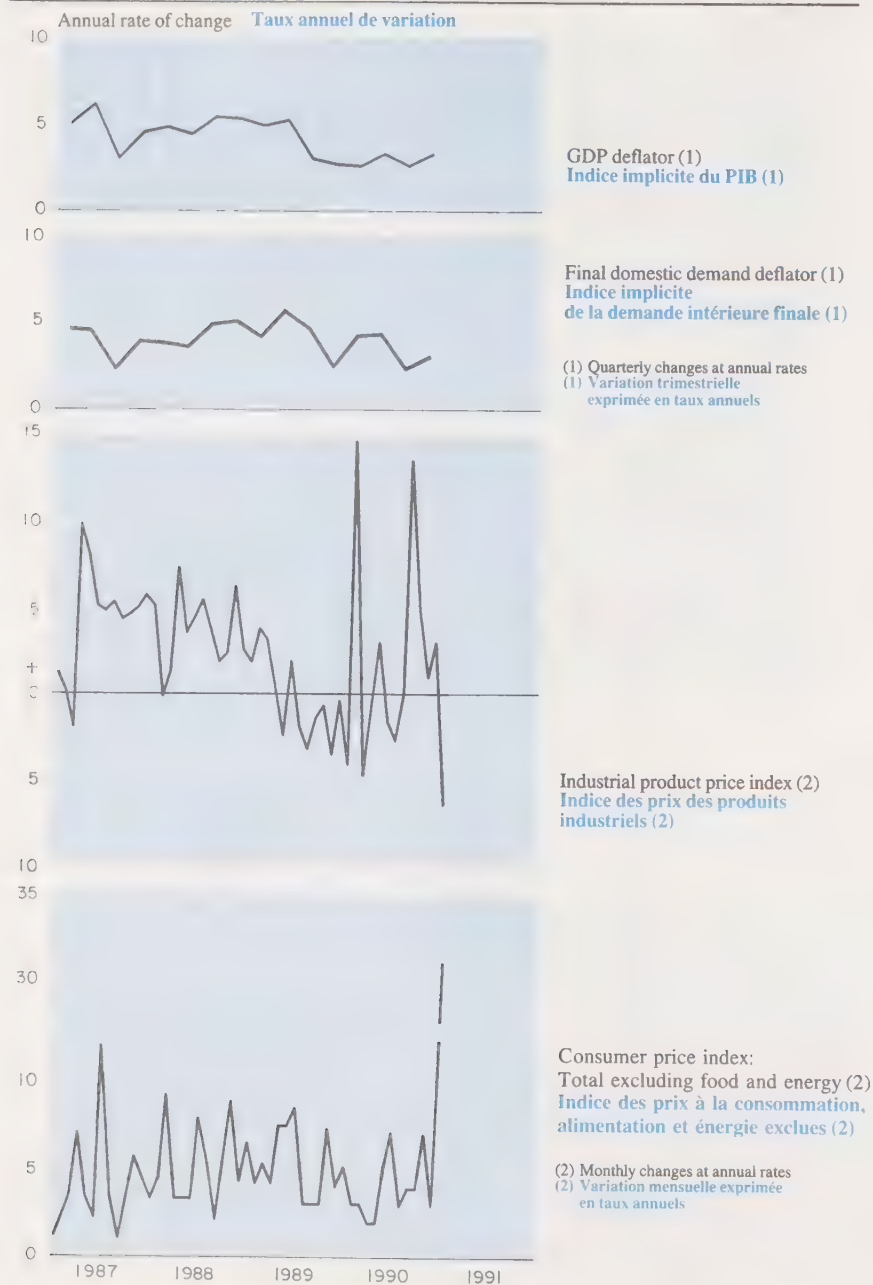 Annual rate of change Taux annuel de variation
10
5
0
GDP deflator (1)
Indice implicite du PIB (1)
10
5
0
Final domestic demand deflator (1)
Indice implicite
de la demande intérieure finale (1)
(1) Quarterly changes at annual rates
(1) Variation trimestrielle
exprimée en taux annuels
15
10
5
+
0
5
10
Industrial product price index (2)
Indice des prix des produits
industriels (2)
35
30
10
5
0
Consumer price index:
Total excluding food and energy (2)
Indice des prix à la consommation,
alimentation et énergie exclues (2)
(2) Monthly changes at annual rates
(2) Variation mensuelle exprimée
en taux annuels
1987 1988 1989 1990 1991